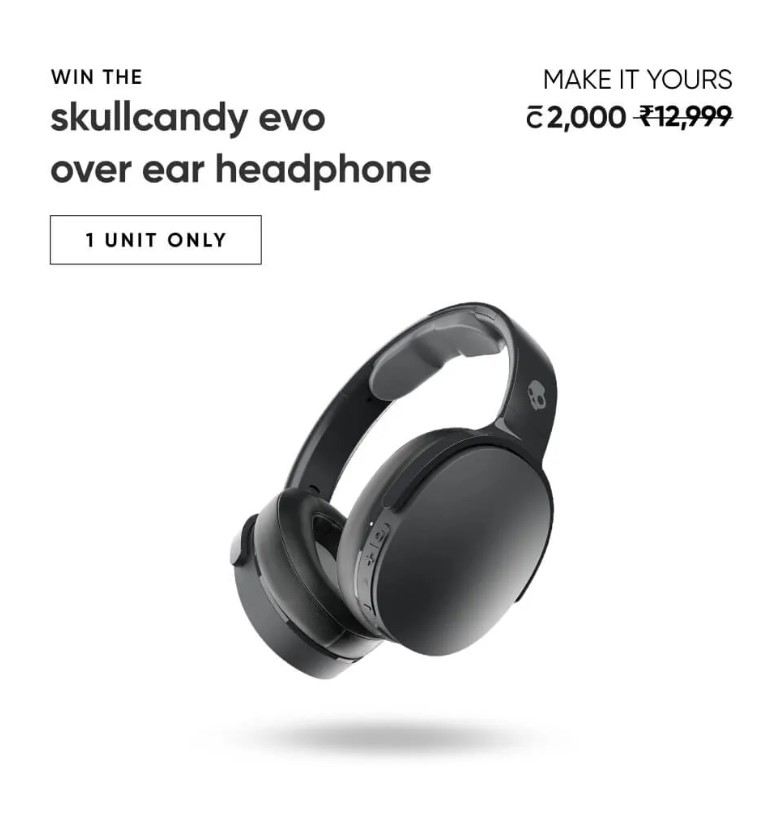 WIN THE
skullcandy evo
over ear headphone
1 UNIT ONLY
MAKE IT YOURS
C̅2,000 ₹12,999